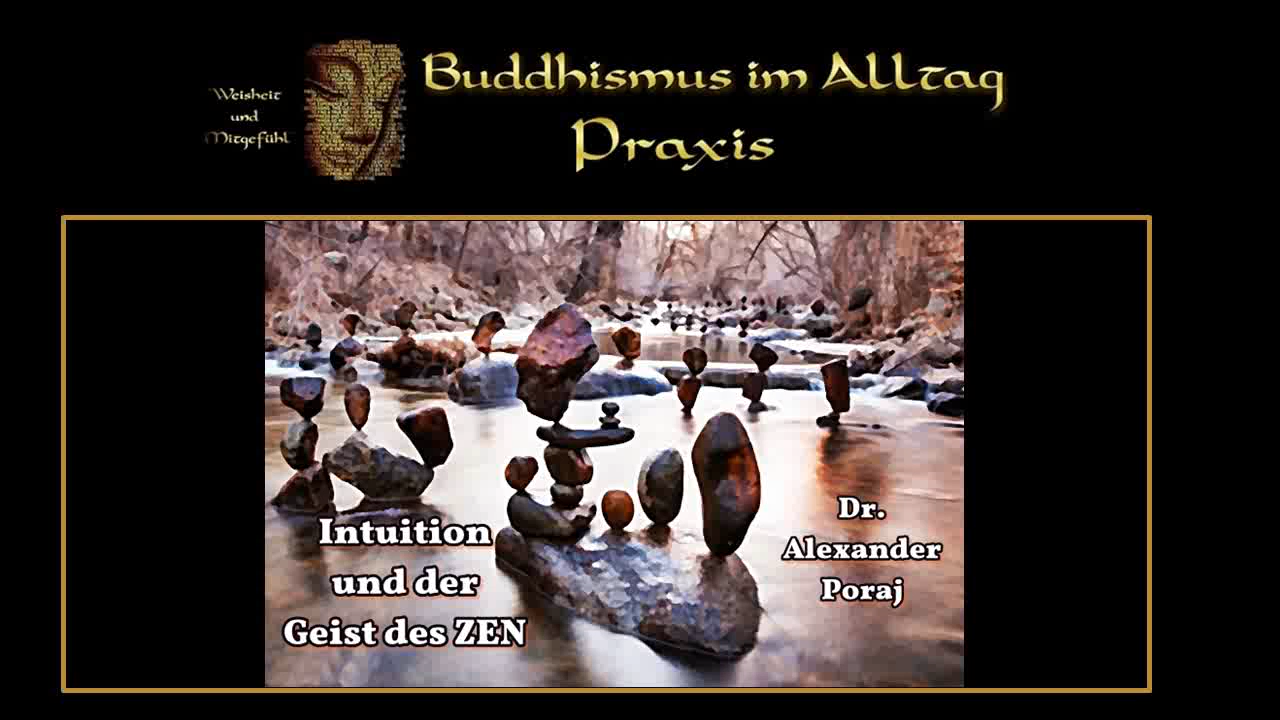 Weisheit
und
Mitgefühl
Buddhismus im Alltag
Praxis
Intuition
und der
Geist des ZEN
Dr.
Alexander
Poraj